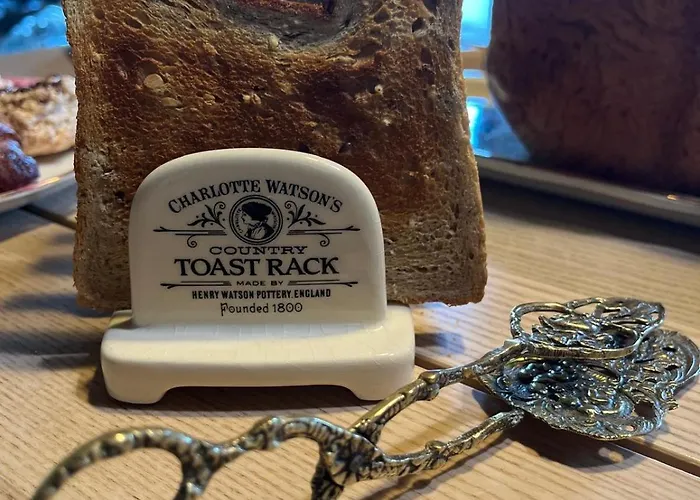 CHARLOTTE WATSON'S
COUNTRY
TOAST RACK
MADE BY
HENRY WATSON POTTERY, ENGLAND
Founded 1800